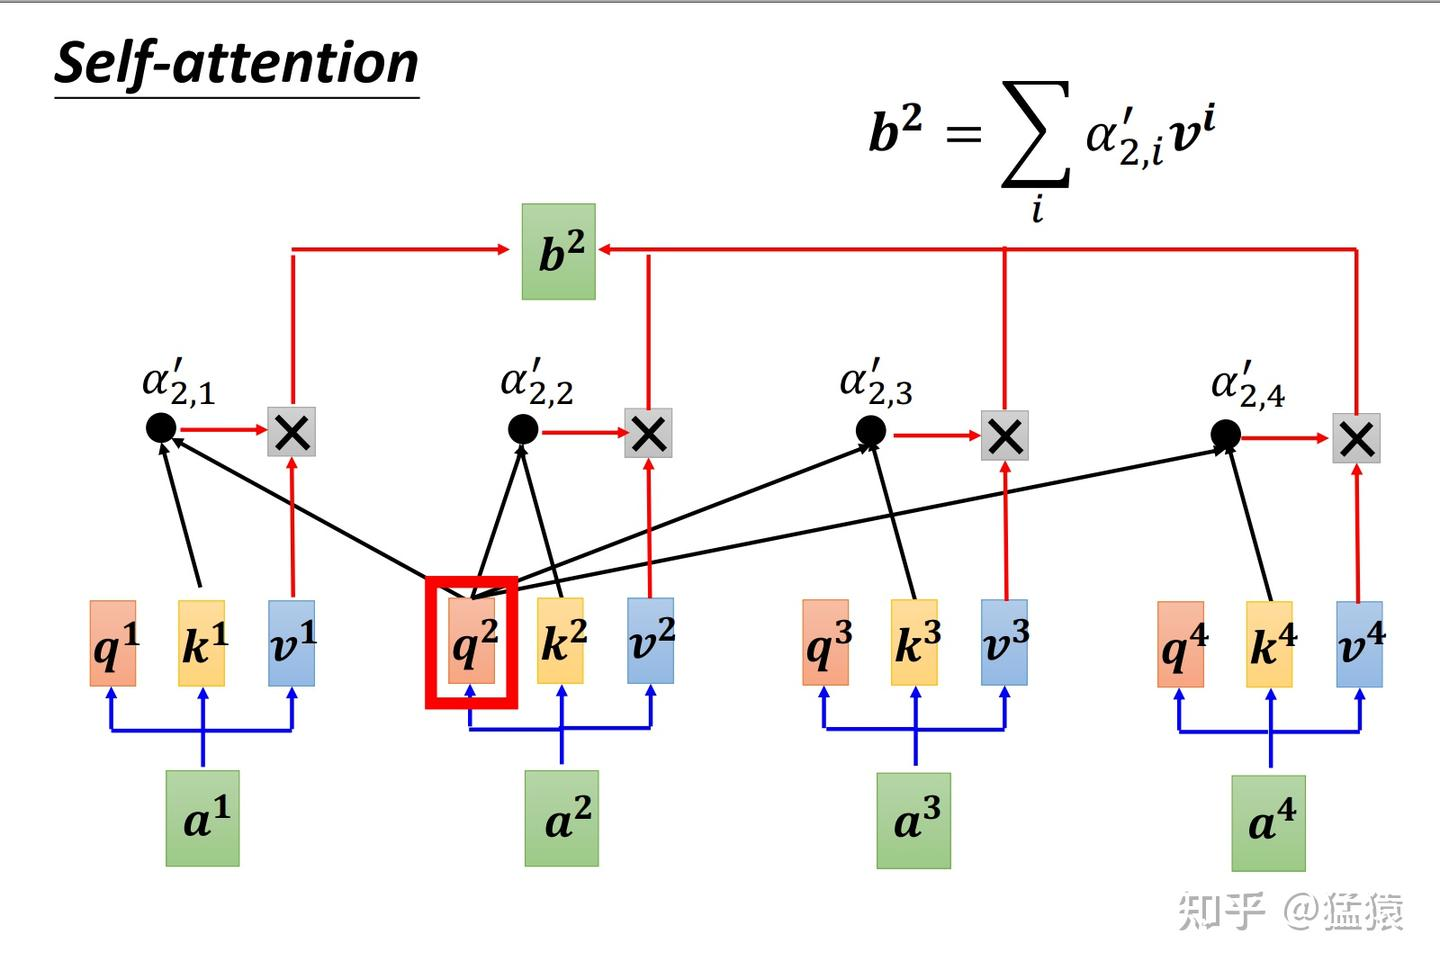 Self-attention
b² = ∑ᵢ α′₂,ᵢ vⁱ
b²
α′₂,₁ α′₂,₂ α′₂,₃ α′₂,₄
× × × ×
q¹ k¹ v¹ q² k² v² q³ k³ v³ q⁴ k⁴ v⁴
a¹ a² a³ a⁴
知乎 @猛猿